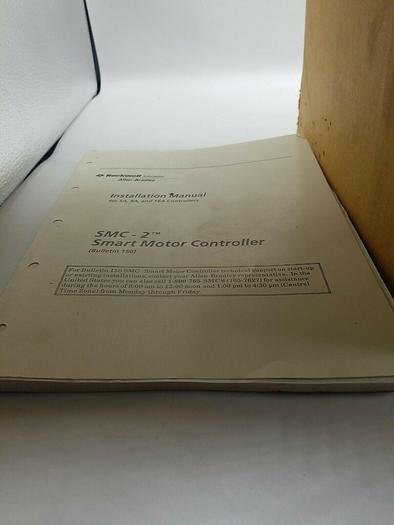 Rockwell Automation
Allen-Bradley
Installation Manual
for 5A, 9A, and 16A Controllers
SMC-2™
Smart Motor Controller
(Bulletin 150)
For Bulletin 150 SMC Smart Motor Controller technical support on start-up
or existing installations, contact your Allen-Bradley representative. In the
United States you can also call 1-800-765-SMCS (765-7627) for assistance
during the hours of 8:00 am to 12:00 noon and 1:00 pm to 4:30 pm (Central
Time Zone) from Monday through Friday.